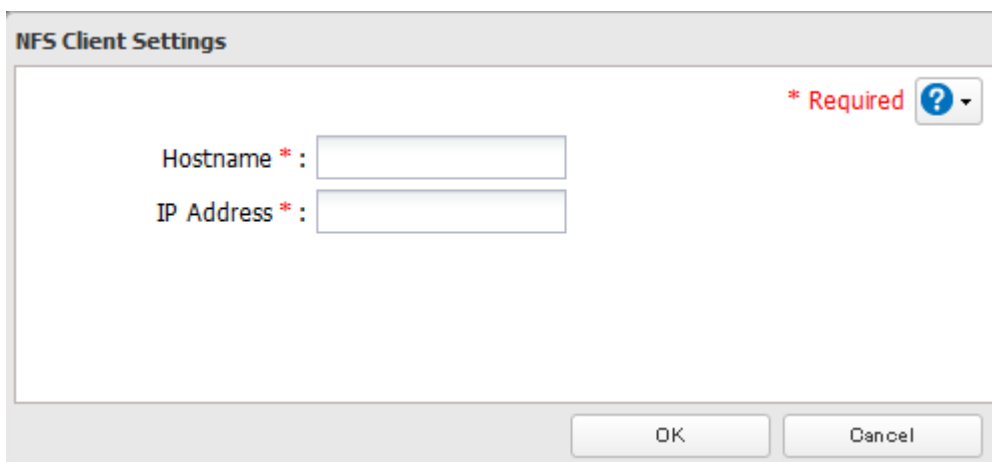 NFS Client Settings
* Required ?
Hostname * :
IP Address * :
OK
Cancel